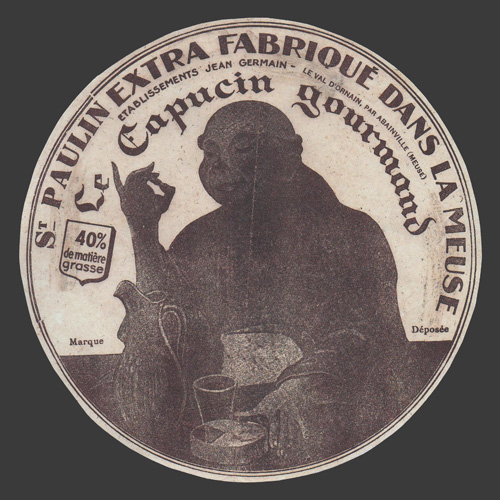 ST PAULIN EXTRA FABRIQUÉ DANS LA MEUSE
ETABLISSEMENTS JEAN GERMAIN - LE VAL D'ORNAIN, PAR ABAINVILLE (MEUSE)
Le Capucin gourmand
40%
de matière
grasse
Marque
Déposée